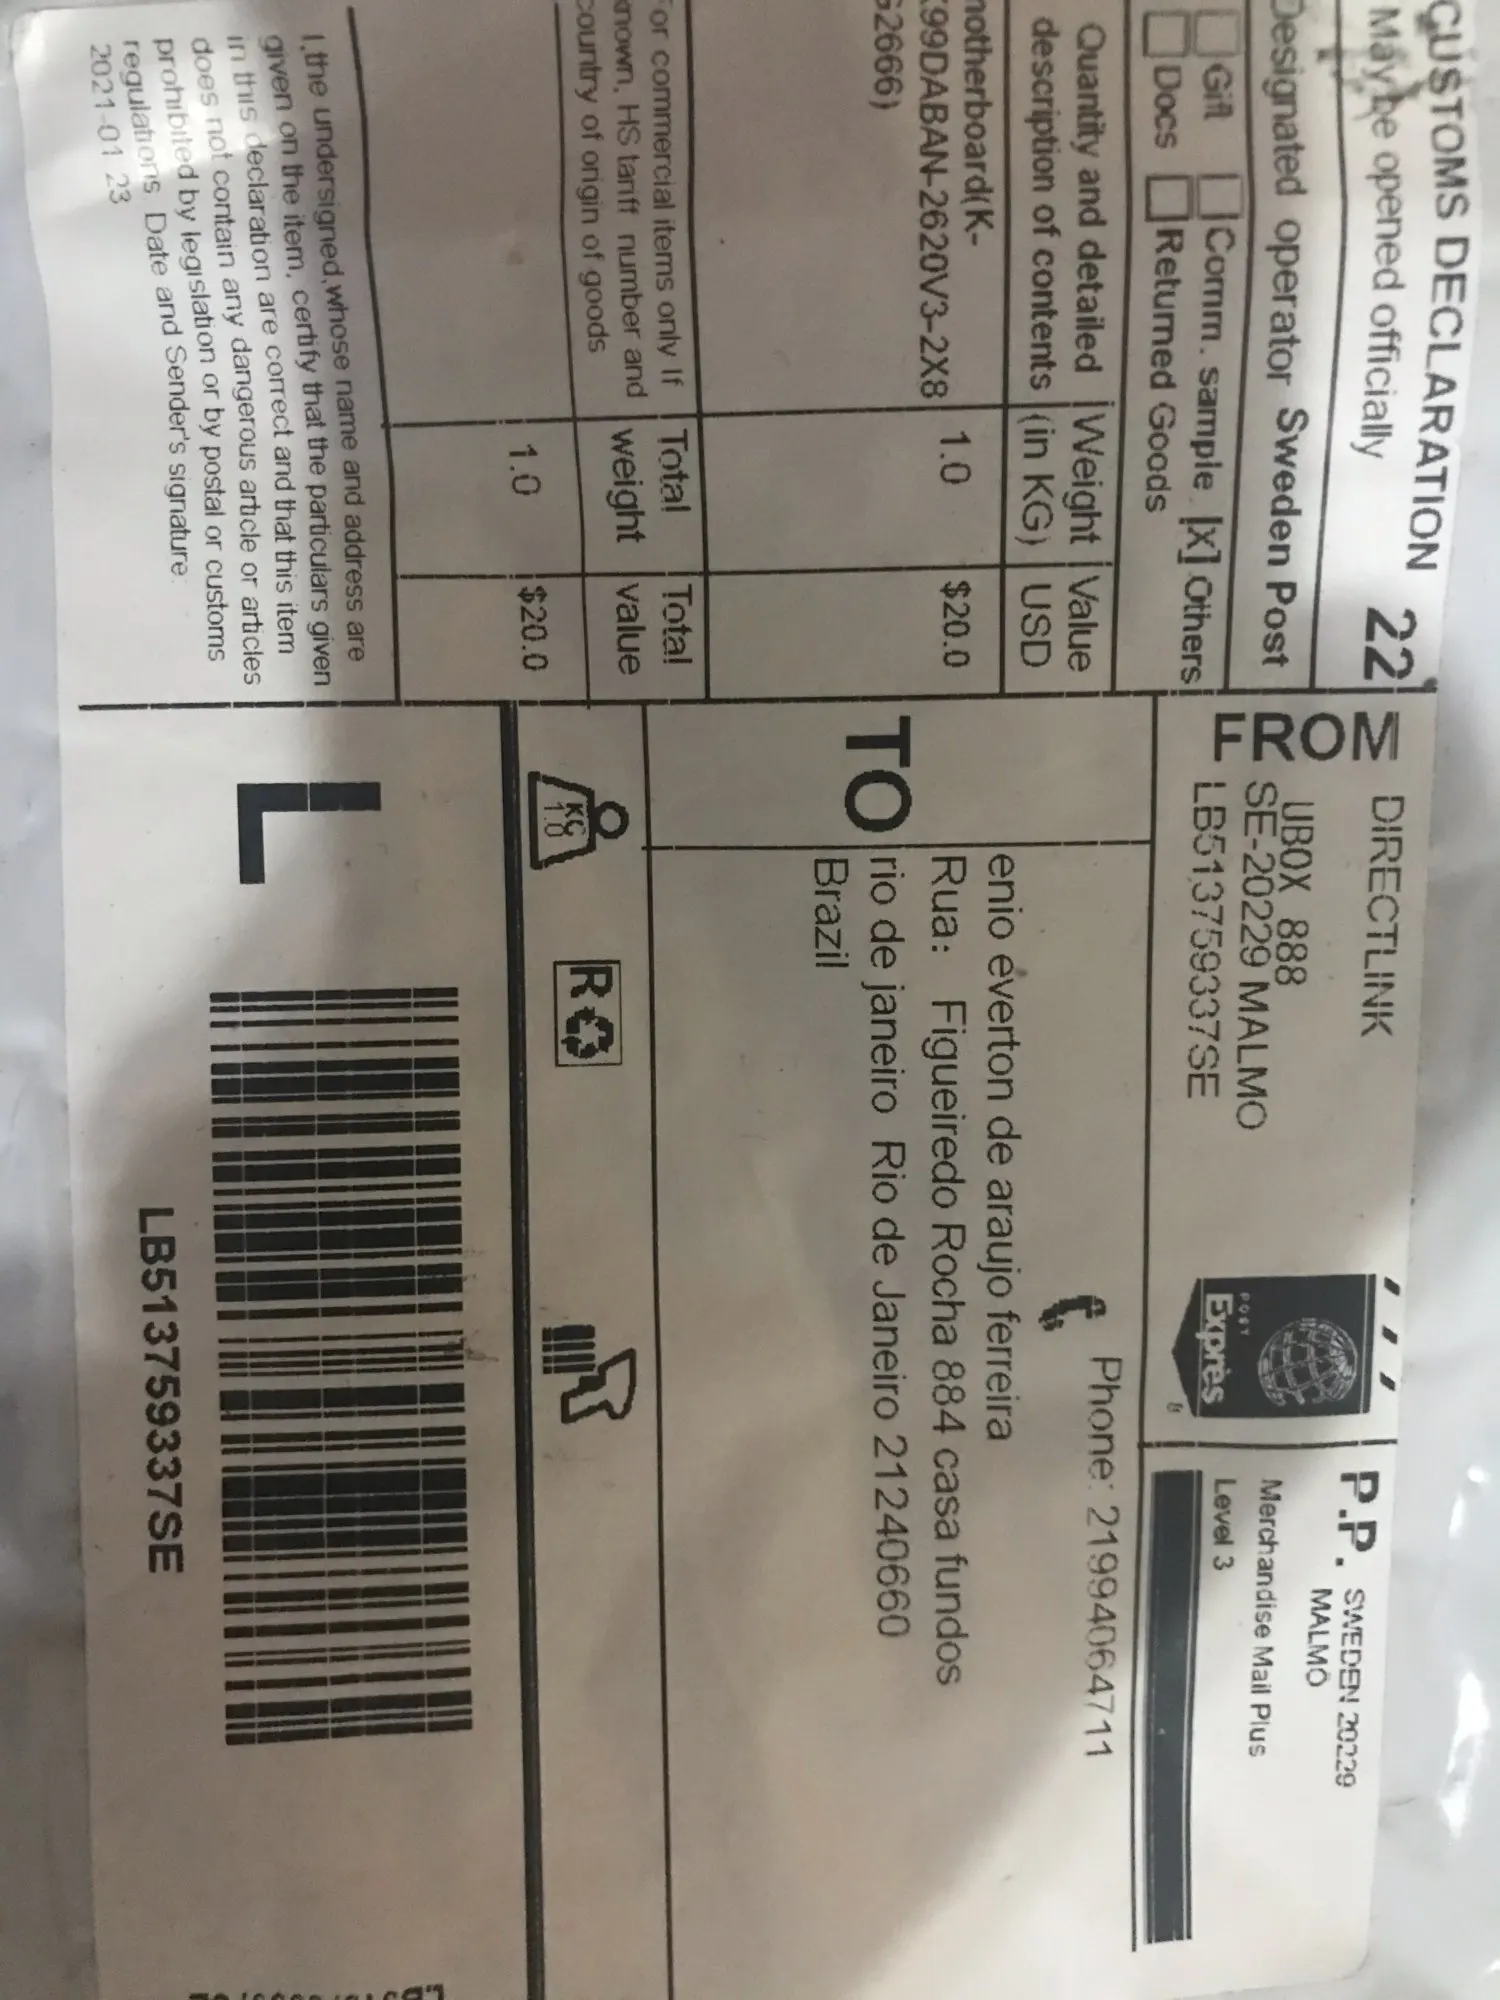 CUSTOMS DECLARATION 22
May be opened officially
Designated operator Sweden Post
Gift Comm. sample [X] Others
Docs Returned Goods
Quantity and detailed description of contents
Weight (in KG)
Value USD
motherboard(K-
X99DABAN-2620V3-2X8
G2666)
1.0
$20.0
For commercial items only If
known, HS tariff number and
country of origin of goods
Total weight
Total value
1.0
$20.0
I,the undersigned,whose name and address are
given on the item, certify that the particulars given
in this declaration are correct and that this item
does not contain any dangerous article or articles
prohibited by legislation or by postal or customs
regulations. Date and Sender's signature:
2021-01 23
FROM
DIRECTLINK
UBOX 888
SE-20229 MALMO
LB513759337SE
POST
Exprès
P.P. SWEDEN 20229
MALMÖ
Merchandise Mail Plus
Level 3
Phone: 21994064711
TO
enio everton de araujo ferreira
Rua: Figueiredo Rocha 884 casa fundos
rio de janeiro Rio de Janeiro 21240660
Brazil
KG
1.0
R
L
LB513759337SE